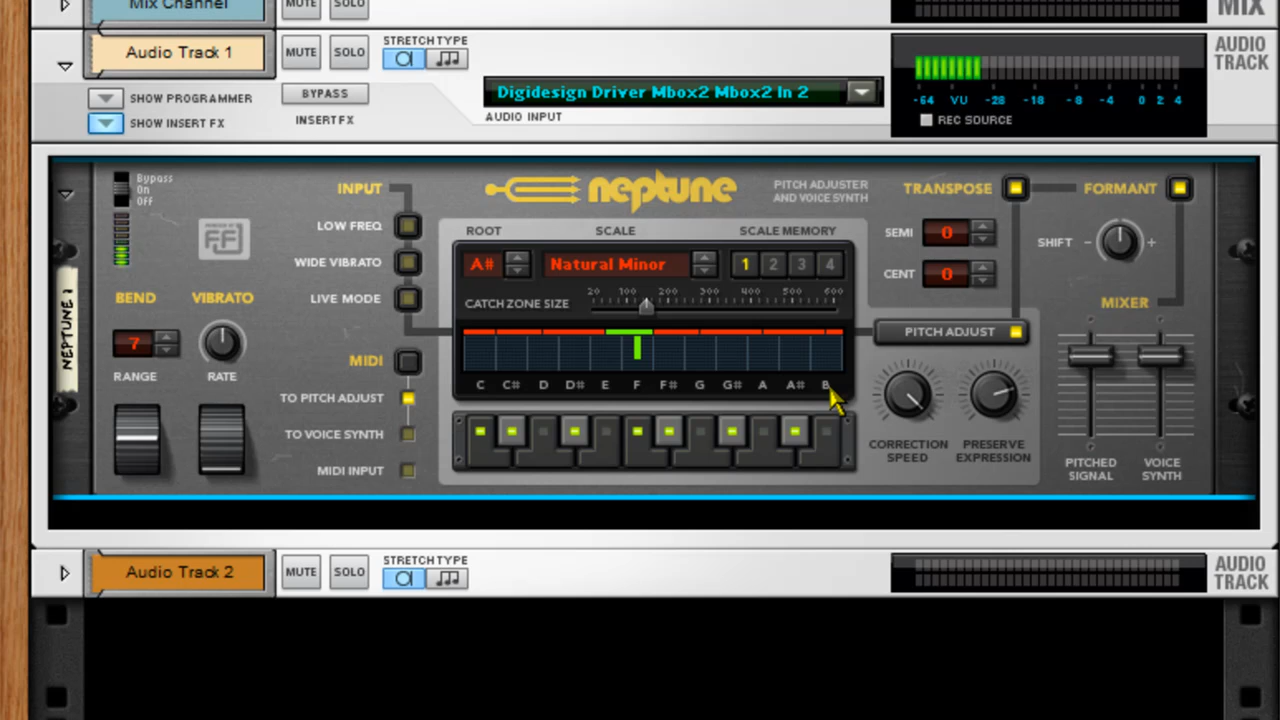 Mix Channel
MUTE
SOLO
MIX
Audio Track 1
MUTE
SOLO
STRETCH TYPE
AUDIO
TRACK
SHOW PROGRAMMER
BYPASS
Digidesign Driver Mbox2 Mbox2 In 2
-64 VU -28 -18 -8 -4 0 2 4
SHOW INSERT FX
INSERT FX
AUDIO INPUT
REC SOURCE
Bypass
On
Off
INPUT
neptune
PITCH ADJUSTER
AND VOICE SYNTH
TRANSPOSE
FORMANT
LOW FREQ
ROOT
SCALE
SCALE MEMORY
SEMI
0
SHIFT - +
WIDE VIBRATO
A#
Natural Minor
1 2 3 4
CENT
0
LIVE MODE
CATCH ZONE SIZE
20 100 200 300 400 500 600
BEND
VIBRATO
MIXER
NEPTUNE 1
7
RANGE
RATE
MIDI
PITCH ADJUST
C C# D D# E F F# G G# A A# B
TO PITCH ADJUST
TO VOICE SYNTH
MIDI INPUT
CORRECTION
SPEED
PRESERVE
EXPRESSION
PITCHED
SIGNAL
VOICE
SYNTH
Audio Track 2
MUTE
SOLO
STRETCH TYPE
AUDIO
TRACK